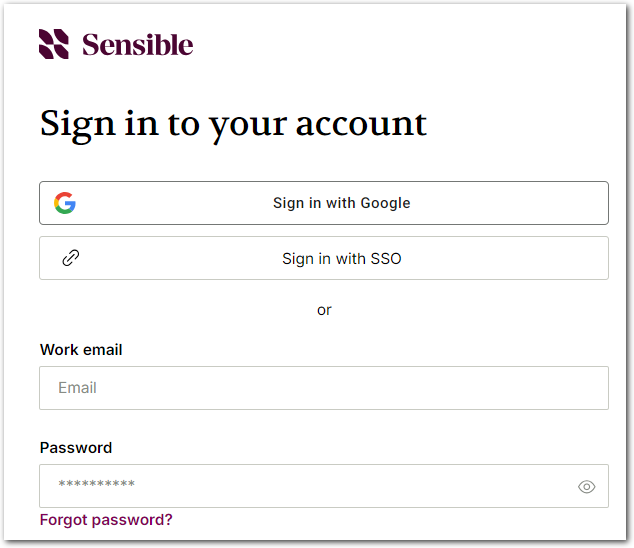 Sensible
Sign in to your account
Sign in with Google
Sign in with SSO
or
Work email
Email
Password
**********
Forgot password?